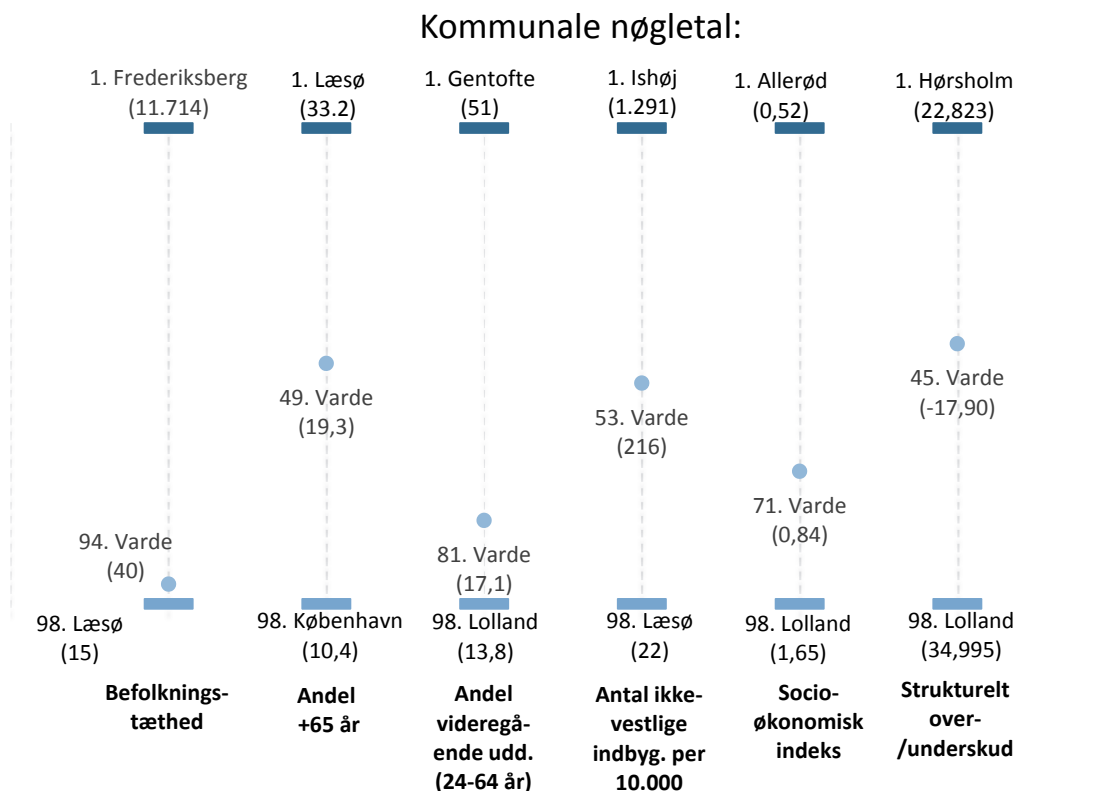 Kommunale nøgletal:
1. Frederiksberg
(11.714)
1. Læsø
(33.2)
1. Gentofte
(51)
1. Ishøj
(1.291)
1. Allerød
(0,52)
1. Hørsholm
(22,823)
94. Varde
(40)
49. Varde
(19,3)
81. Varde
(17,1)
53. Varde
(216)
71. Varde
(0,84)
45. Varde
(-17,90)
98. Læsø
(15)
98. København
(10,4)
98. Lolland
(13,8)
98. Læsø
(22)
98. Lolland
(1,65)
98. Lolland
(34,995)
Befolknings-
tæthed
Andel
+65 år
Andel
videregå-
ende udd.
(24-64 år)
Antal ikke-
vestlige
indbyg. per
10.000
Socio-
økonomisk
indeks
Strukturelt
over-
/underskud